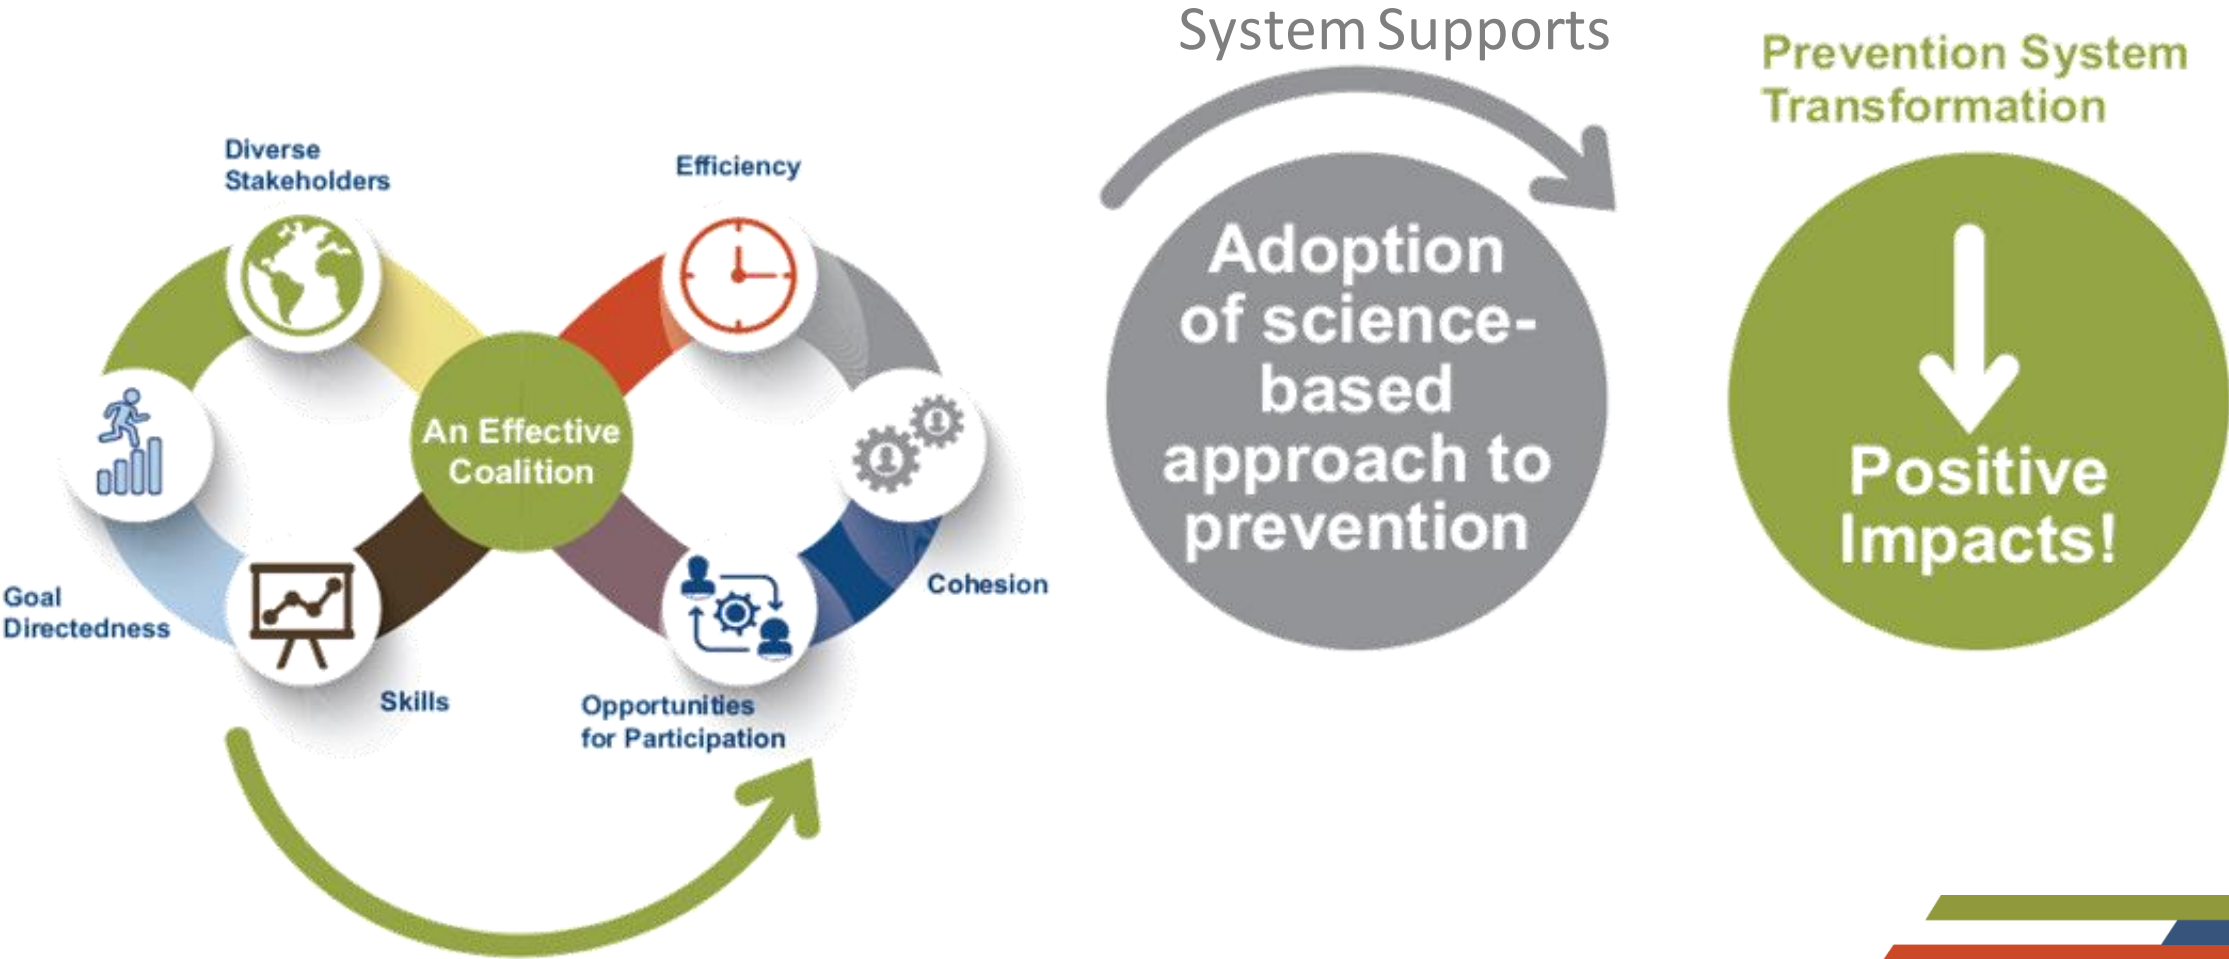 Diverse
Stakeholders
Efficiency
An Effective
Coalition
Goal
Directedness
Skills
Opportunities
for Participation
Cohesion
System Supports
Adoption
of science-
based
approach to
prevention
Prevention System
Transformation
Positive
Impacts!